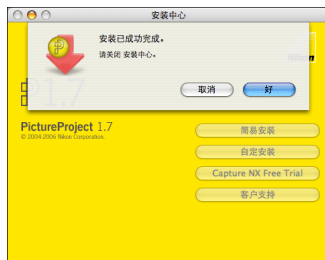 安装中心
安装已成功完成。
请关闭 安装中心。
取消
好
P1.7
PictureProject 1.7
© 2004-2006 Nikon Corporation.
简易安装
自定安装
Capture NX Free Trial
客户支持